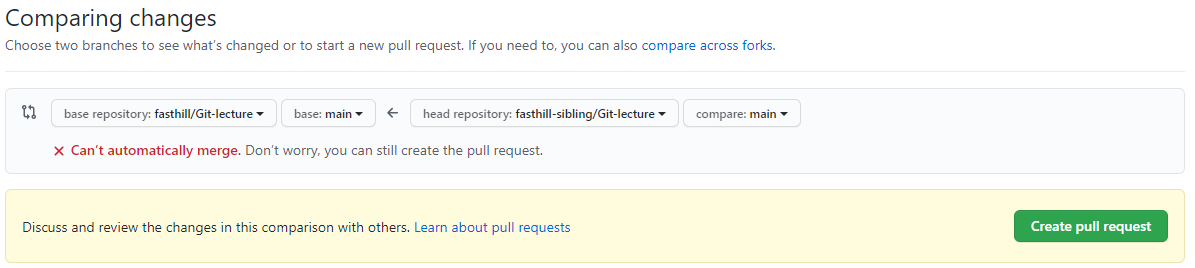 Comparing changes
Choose two branches to see what's changed or to start a new pull request. If you need to, you can also compare across forks.
base repository: fasthill/Git-lecture base: main head repository: fasthill-sibling/Git-lecture compare: main
Can't automatically merge. Don't worry, you can still create the pull request.
Discuss and review the changes in this comparison with others. Learn about pull requests Create pull request